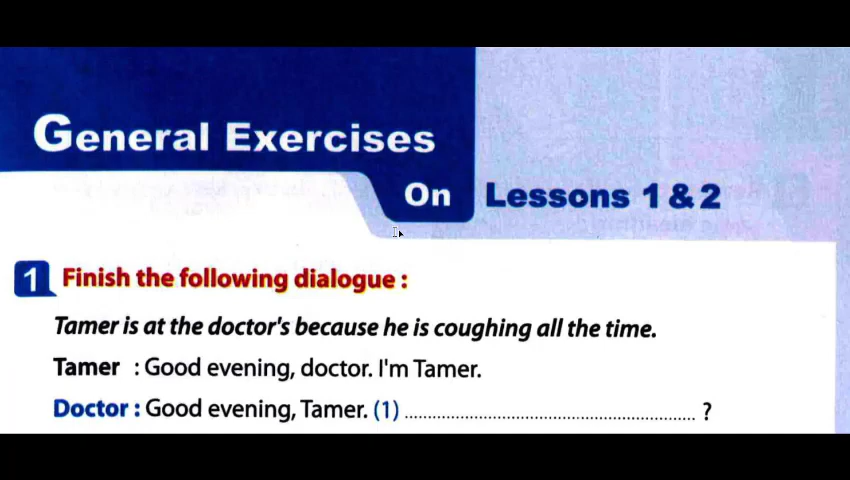 General Exercises
On Lessons 1 & 2
1 Finish the following dialogue :
Tamer is at the doctor's because he is coughing all the time.
Tamer : Good evening, doctor. I'm Tamer.
Doctor : Good evening, Tamer. (1) ............................................................ ?